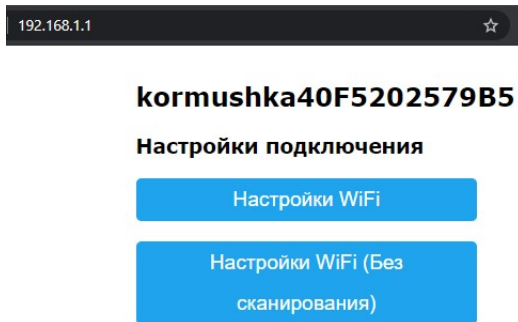 192.168.1.1
kormushka40F5202579B5
Настройки подключения
Настройки WiFi
Настройки WiFi (Без
сканирования)